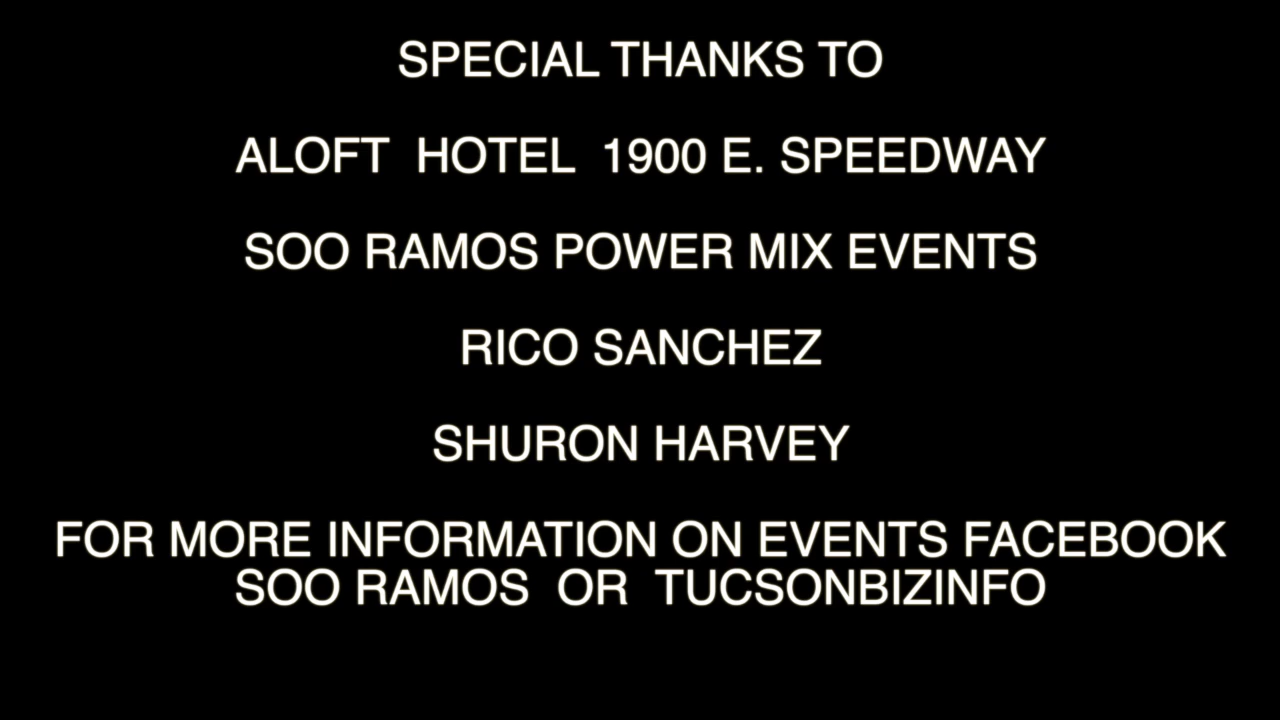 SPECIAL THANKS TO
ALOFT  HOTEL  1900 E. SPEEDWAY
SOO RAMOS POWER MIX EVENTS
RICO SANCHEZ
SHURON HARVEY
FOR MORE INFORMATION ON EVENTS FACEBOOK
SOO RAMOS  OR  TUCSONBIZINFO